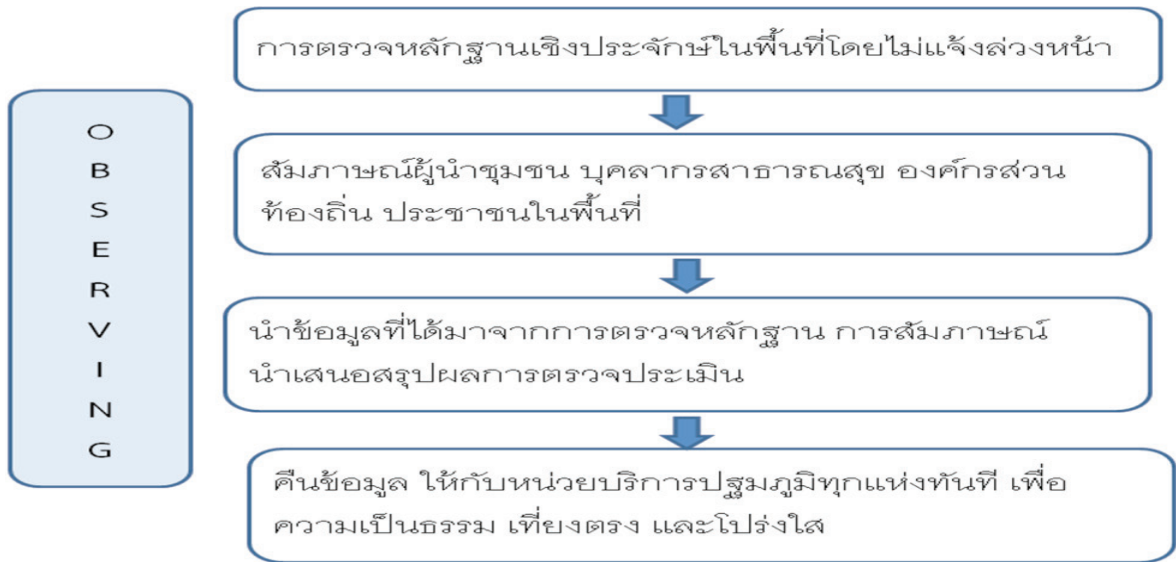 O
B
S
E
R
V
I
N
G
การตรวจหลักฐานเชิงประจักษ์ในพื้นที่โดยไม่แจ้งล่วงหน้า
สัมภาษณ์ผู้นำชุมชน บุคลากรสาธารณสุข องค์กรส่วน
ท้องถิ่น ประชาชนในพื้นที่
นำข้อมูลที่ได้มาจากการตรวจหลักฐาน การสัมภาษณ์
นำเสนอสรุปผลการตรวจประเมิน
คืนข้อมูล ให้กับหน่วยบริการปฐมภูมิทุกแห่งทันที เพื่อ
ความเป็นธรรม เที่ยงตรง และโปร่งใส